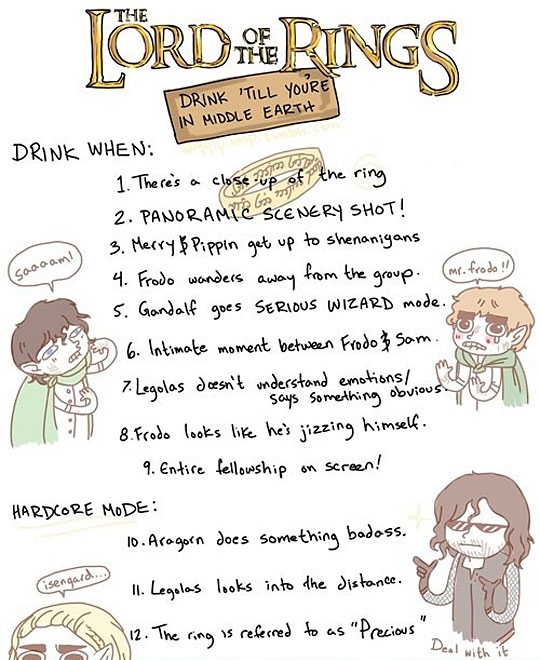 THE
LORD OF THE RINGS
DRINK 'TILL YOU'RE
IN MIDDLE EARTH
DRINK WHEN:
1. There's a close-up of the ring
2. PANORAMIC SCENERY SHOT!
3. Merry & Pippin get up to shenanigans
saaaam!
4. Frodo wanders away from the group.
mr. frodo!!
5. Gandalf goes SERIOUS WIZARD mode.
6. Intimate moment between Frodo & Sam.
7. Legolas doesn't understand emotions/
says something obvious.
8. Frodo looks like he's jizzing himself.
9. Entire fellowship on screen!
HARDCORE MODE:
10. Aragorn does something badass.
isengard...
11. Legolas looks into the distance.
12. The ring is referred to as "Precious"
Deal with it